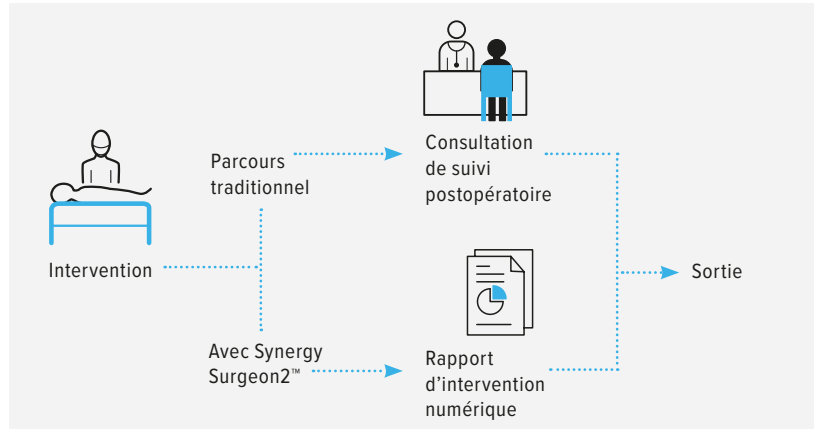 Intervention
Parcours
traditionnel
Consultation
de suivi
postopératoire
Avec Synergy
Surgeon2™
Rapport
d’intervention
numérique
Sortie